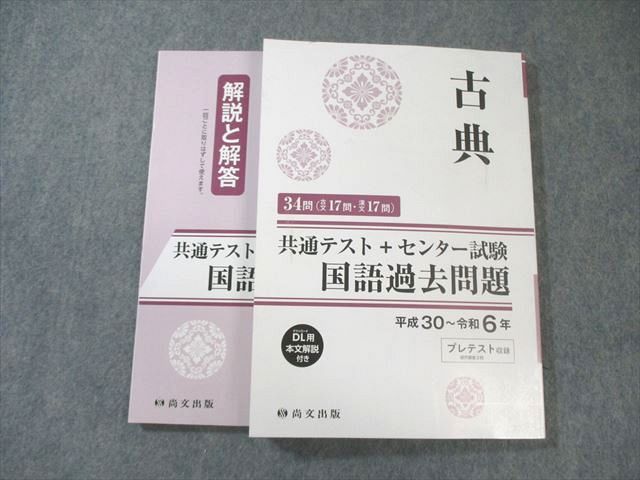 古典
34問(古文17問・漢文17問)
共通テスト+センター試験
国語過去問題
平成30~令和6年
DL用
本文解説
付き
プレテスト収録
尚文出版
解説と解答
一冊ごとに取りはずして使えます。
共通テスト
国語
尚文出版